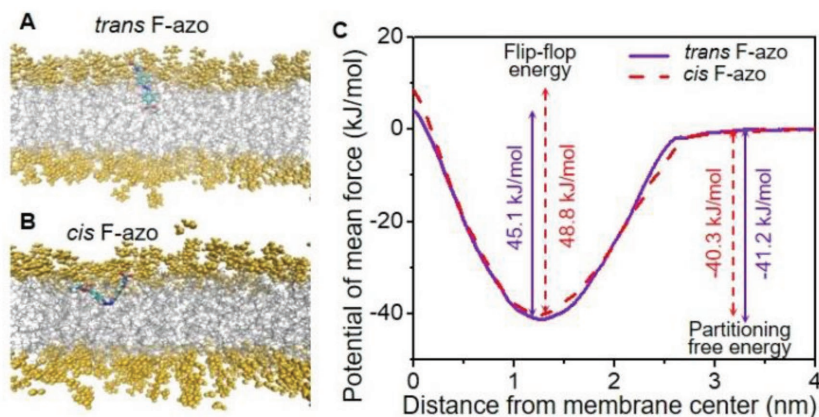 A
trans F-azo
B
cis F-azo
C
Potential of mean force (kJ/mol)
20
0
-20
-40
Flip-flop
energy
trans F-azo
cis F-azo
45.1 kJ/mol
48.8 kJ/mol
-40.3 kJ/mol
-41.2 kJ/mol
Partitioning
free energy
0 1 2 3 4
Distance from membrane center (nm)